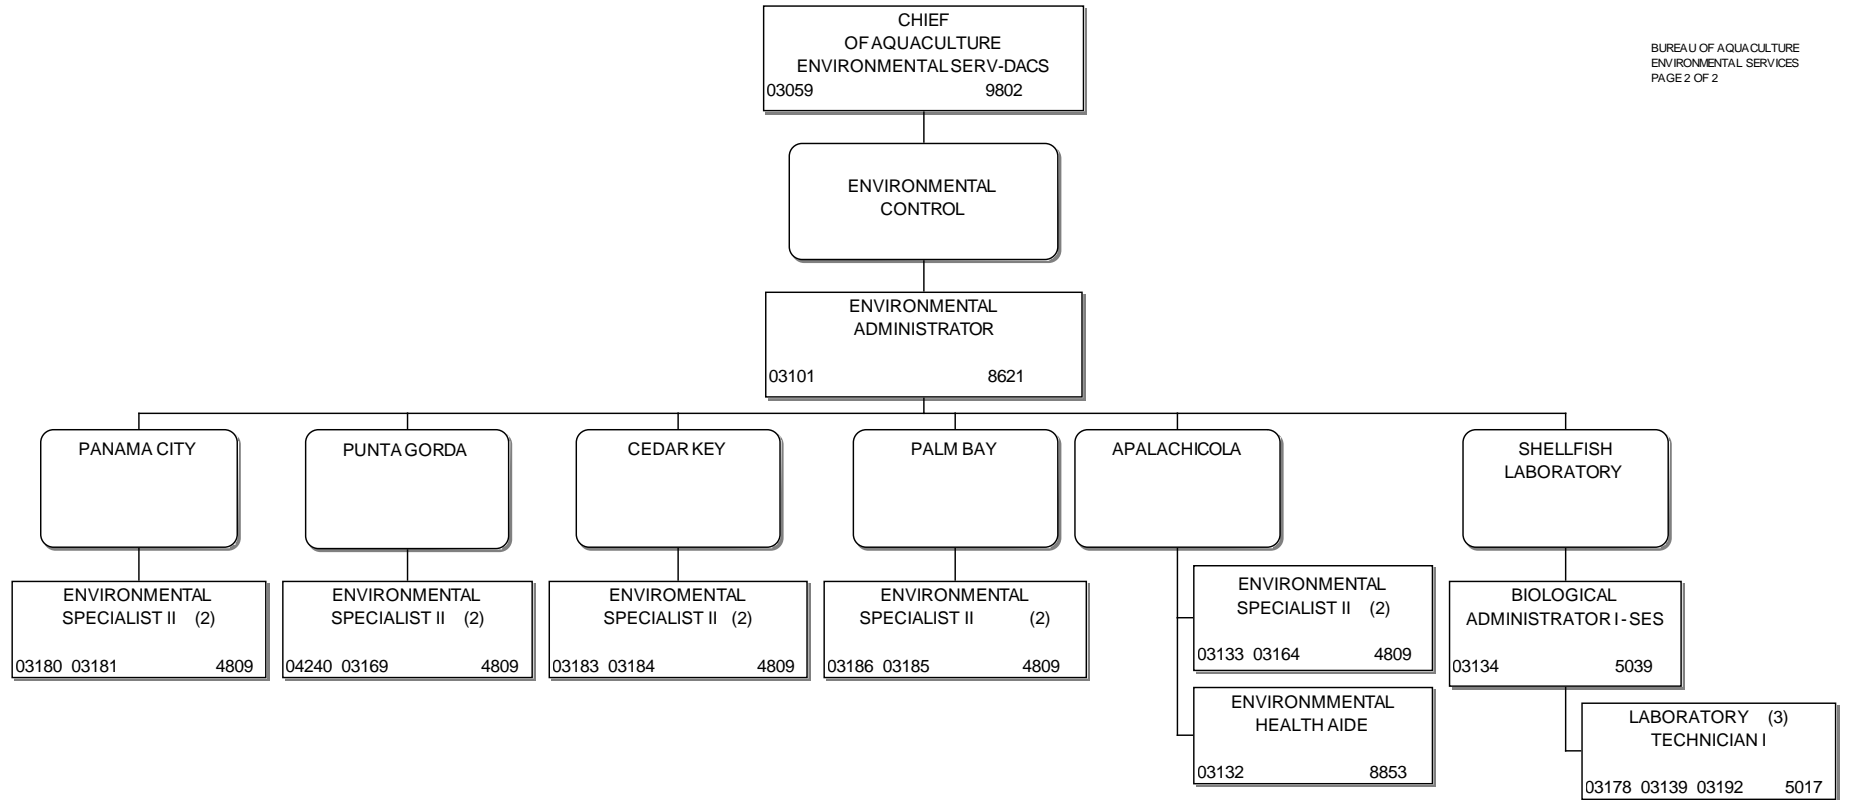 CHIEF
OF AQUACULTURE
ENVIRONMENTAL SERV-DACS
03059 9802
BUREAU OF AQUACULTURE
ENVIRONMENTAL SERVICES
PAGE 2 OF 2
ENVIRONMENTAL
CONTROL
ENVIRONMENTAL
ADMINISTRATOR
03101 8621
PANAMA CITY
PUNTA GORDA
CEDAR KEY
PALM BAY
APALACHICOLA
SHELLFISH
LABORATORY
ENVIRONMENTAL
SPECIALIST II (2)
03180 03181 4809
ENVIRONMENTAL
SPECIALIST II (2)
04240 03169 4809
ENVIROMENTAL
SPECIALIST II (2)
03183 03184 4809
ENVIRONMENTAL
SPECIALIST II (2)
03186 03185 4809
ENVIRONMENTAL
SPECIALIST II (2)
03133 03164 4809
ENVIRONMMENTAL
HEALTH AIDE
03132 8853
BIOLOGICAL
ADMINISTRATOR I - SES
03134 5039
LABORATORY (3)
TECHNICIAN I
03178 03139 03192 5017